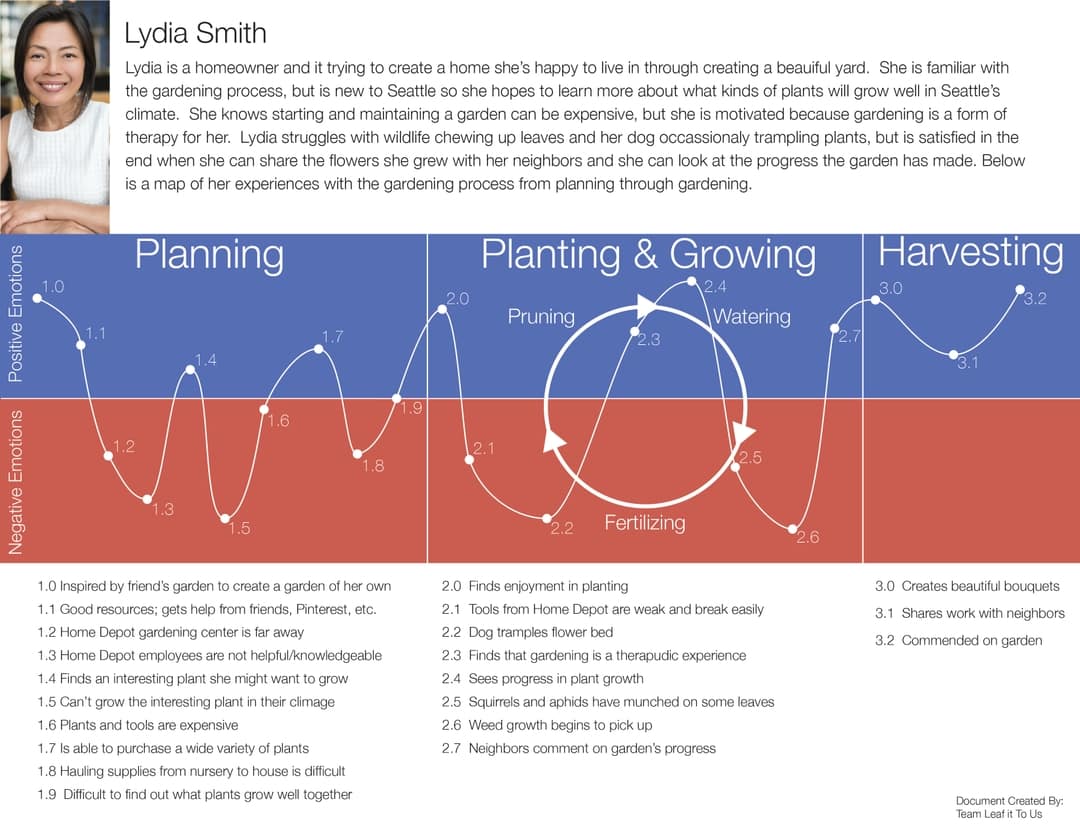 Lydia Smith
Lydia is a homeowner and it trying to create a home she's happy to live in through creating a beauiful yard.  She is familiar with
the gardening process, but is new to Seattle so she hopes to learn more about what kinds of plants will grow well in Seattle's
climate.  She knows starting and maintaining a garden can be expensive, but she is motivated because gardening is a form of
therapy for her.  Lydia struggles with wildlife chewing up leaves and her dog occassionaly trampling plants, but is satisfied in the
end when she can share the flowers she grew with her neighbors and she can look at the progress the garden has made. Below
is a map of her experiences with the gardening process from planning through gardening.
Positive Emotions
Negative Emotions
Planning
1.0
1.1
1.2
1.3
1.4
1.5
1.6
1.7
1.8
1.9
Planting & Growing
Pruning
Watering
Fertilizing
2.0
2.1
2.2
2.3
2.4
2.5
2.6
2.7
Harvesting
3.0
3.1
3.2
1.0 Inspired by friend's garden to create a garden of her own
1.1 Good resources; gets help from friends, Pinterest, etc.
1.2 Home Depot gardening center is far away
1.3 Home Depot employees are not helpful/knowledgeable
1.4 Finds an interesting plant she might want to grow
1.5 Can't grow the interesting plant in their climage
1.6 Plants and tools are expensive
1.7 Is able to purchase a wide variety of plants
1.8 Hauling supplies from nursery to house is difficult
1.9  Difficult to find out what plants grow well together
2.0  Finds enjoyment in planting
2.1  Tools from Home Depot are weak and break easily
2.2  Dog tramples flower bed
2.3  Finds that gardening is a therapudic experience
2.4  Sees progress in plant growth
2.5  Squirrels and aphids have munched on some leaves
2.6  Weed growth begins to pick up
2.7  Neighbors comment on garden's progress
3.0  Creates beautiful bouquets
3.1  Shares work with neighbors
3.2  Commended on garden
Document Created By:
Team Leaf it To Us